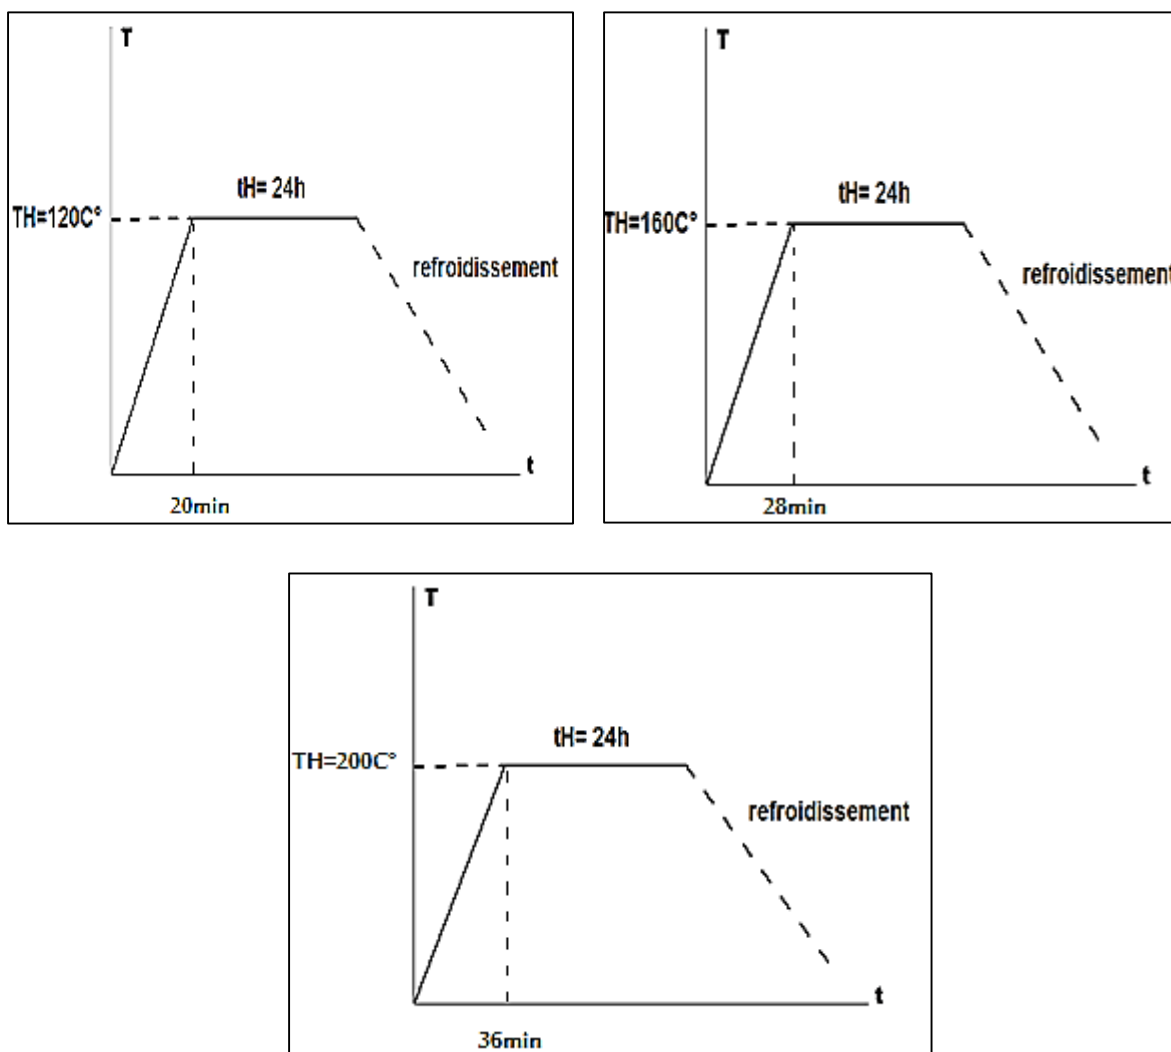 T
tH= 24h
TH=120C°
refroidissement
t
20min
T
tH= 24h
TH=160C°
refroidissement
t
28min
T
tH= 24h
TH=200C°
refroidissement
t
36min